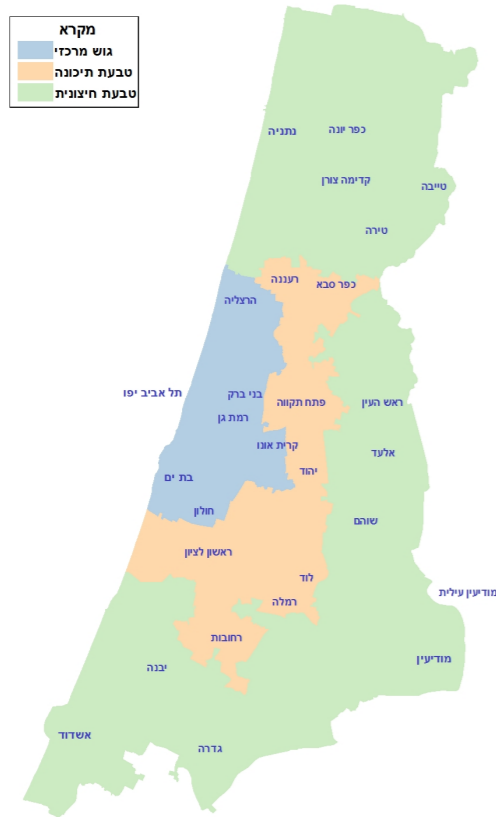 מקרא
גוש מרכזי
טבעת תיכונה
טבעת חיצונית
נתניה
כפר יונה
קדימה צורן
טייבה
טירה
רעננה
כפר סבא
הרצליה
תל אביב יפו
בני ברק
פתח תקווה
ראש העין
רמת גן
קרית אונו
אלעד
יהוד
בת ים
חולון
שוהם
ראשון לציון
לוד
מודיעין עילית
רמלה
רחובות
מודיעין
יבנה
אשדוד
גדרה